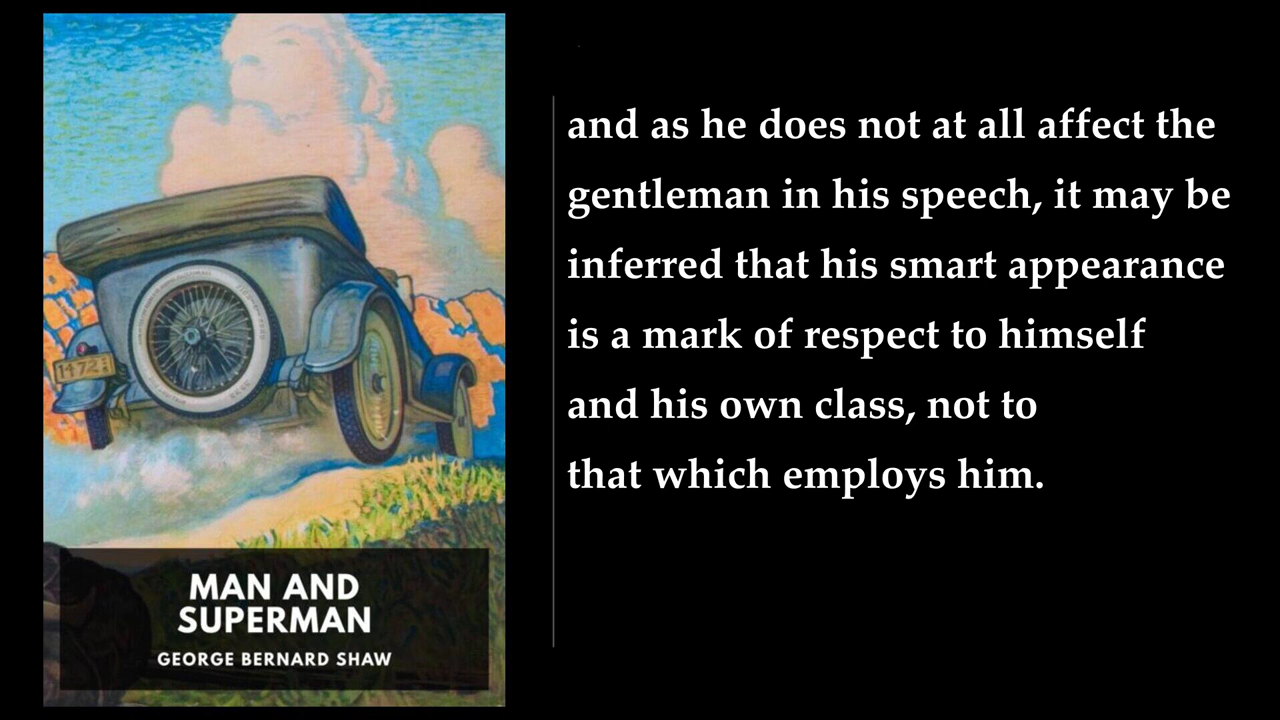 and as he does not at all affect the
gentleman in his speech, it may be
inferred that his smart appearance
is a mark of respect to himself
and his own class, not to
that which employs him.
1472
MAN AND
SUPERMAN
GEORGE BERNARD SHAW